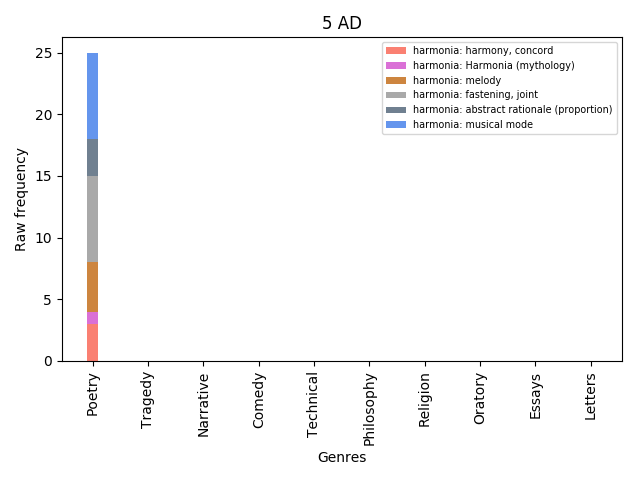 5 AD
harmonia: harmony, concord
harmonia: Harmonia (mythology)
harmonia: melody
harmonia: fastening, joint
harmonia: abstract rationale (proportion)
harmonia: musical mode
Raw frequency
25
20
15
10
5
0
Poetry
Tragedy
Narrative
Comedy
Technical
Philosophy
Religion
Oratory
Essays
Letters
Genres